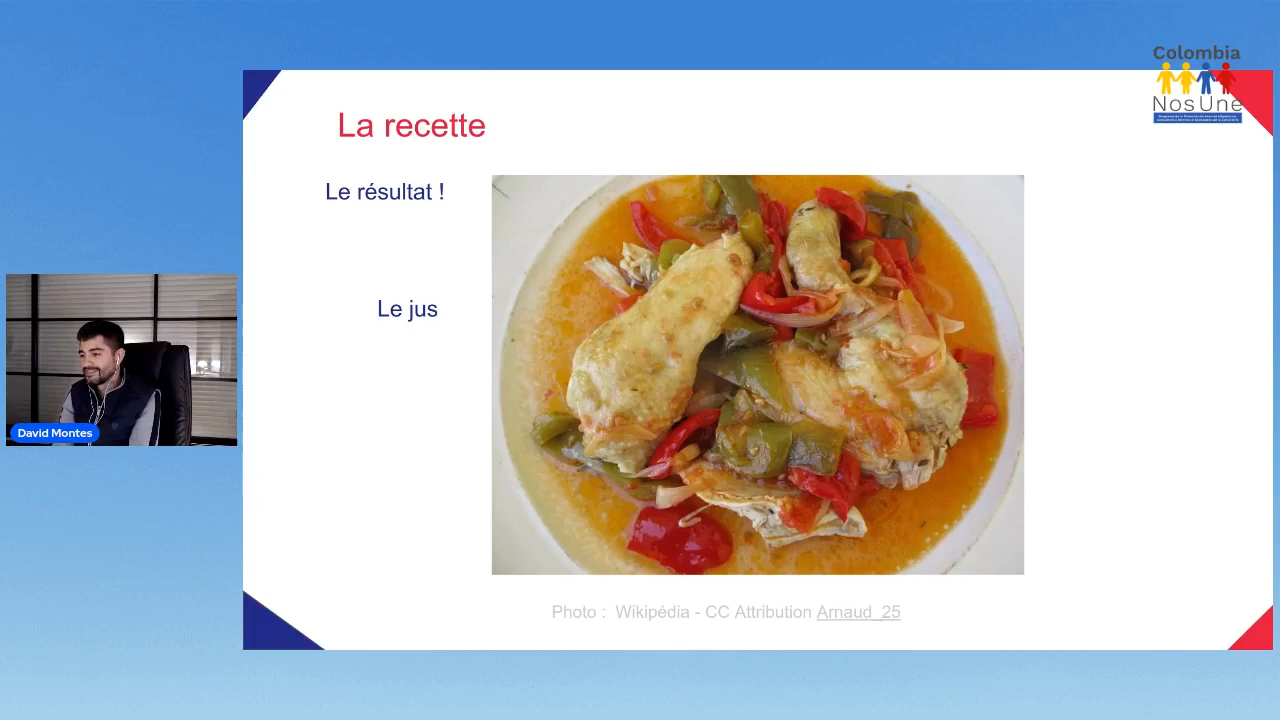 Colombia
NosUne
La recette
Le résultat !
Le jus
David Montes
Photo : Wikipédia - CC Attribution Arnaud_25